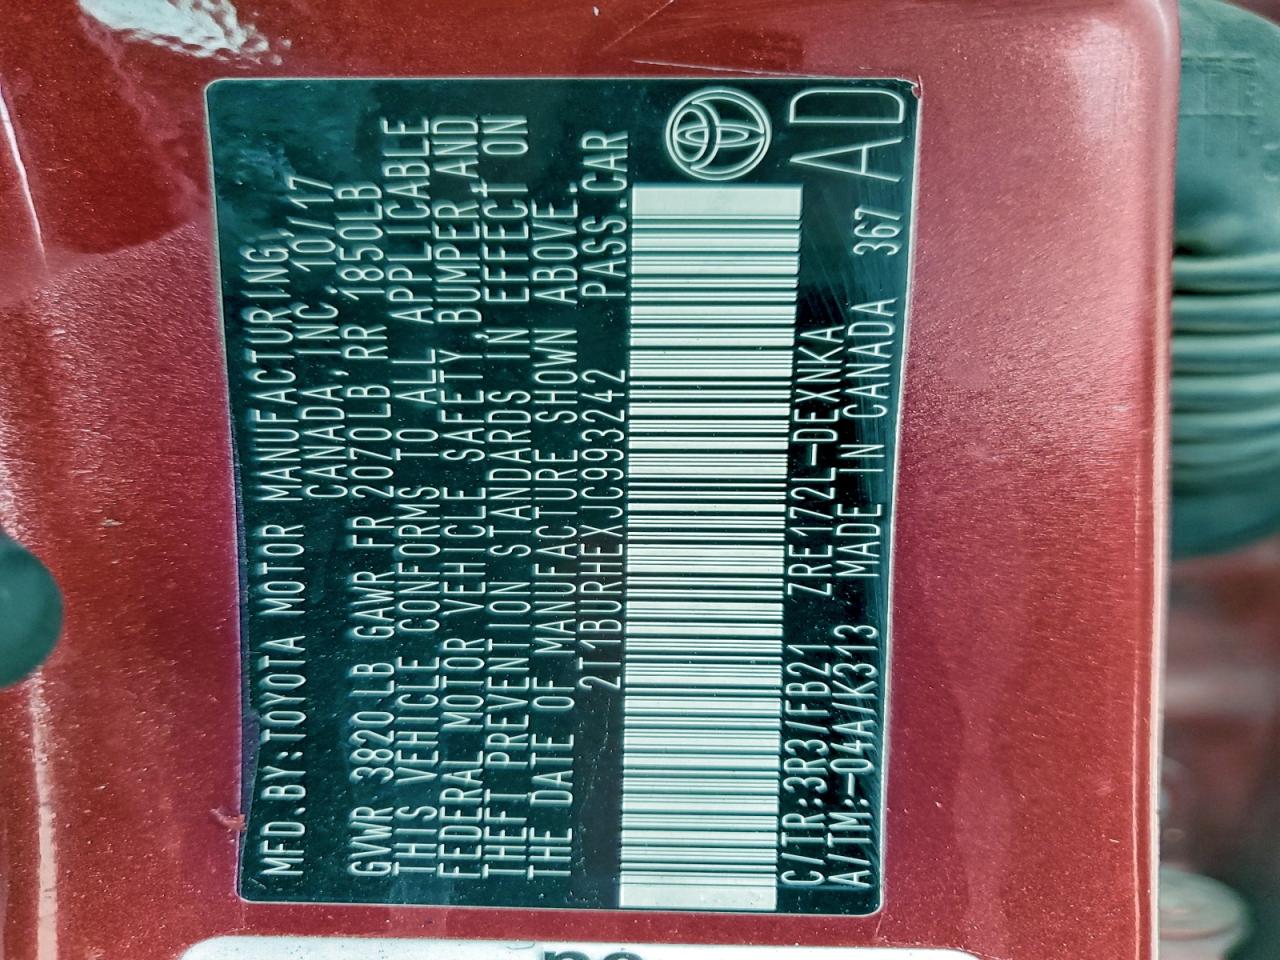 MFD.BY:TOYOTA MOTOR MANUFACTURING,
CANADA,INC. 10/17
GVWR 3820 LB GAWR FR 2070LB RR 1850LB
THIS VEHICLE CONFORMS TO ALL APPLICABLE
FEDERAL MOTOR VEHICLE SAFETY, BUMPER, AND
THEFT PREVENTION STANDARDS IN EFFECT ON
THE DATE OF MANUFACTURE SHOWN ABOVE.
2T1BURHEXJC993242 PASS.CAR
C/TR:3R3/FB21 ZRE172L-DEXNKA 367 AD
A/TM:-04A/K313 MADE IN CANADA